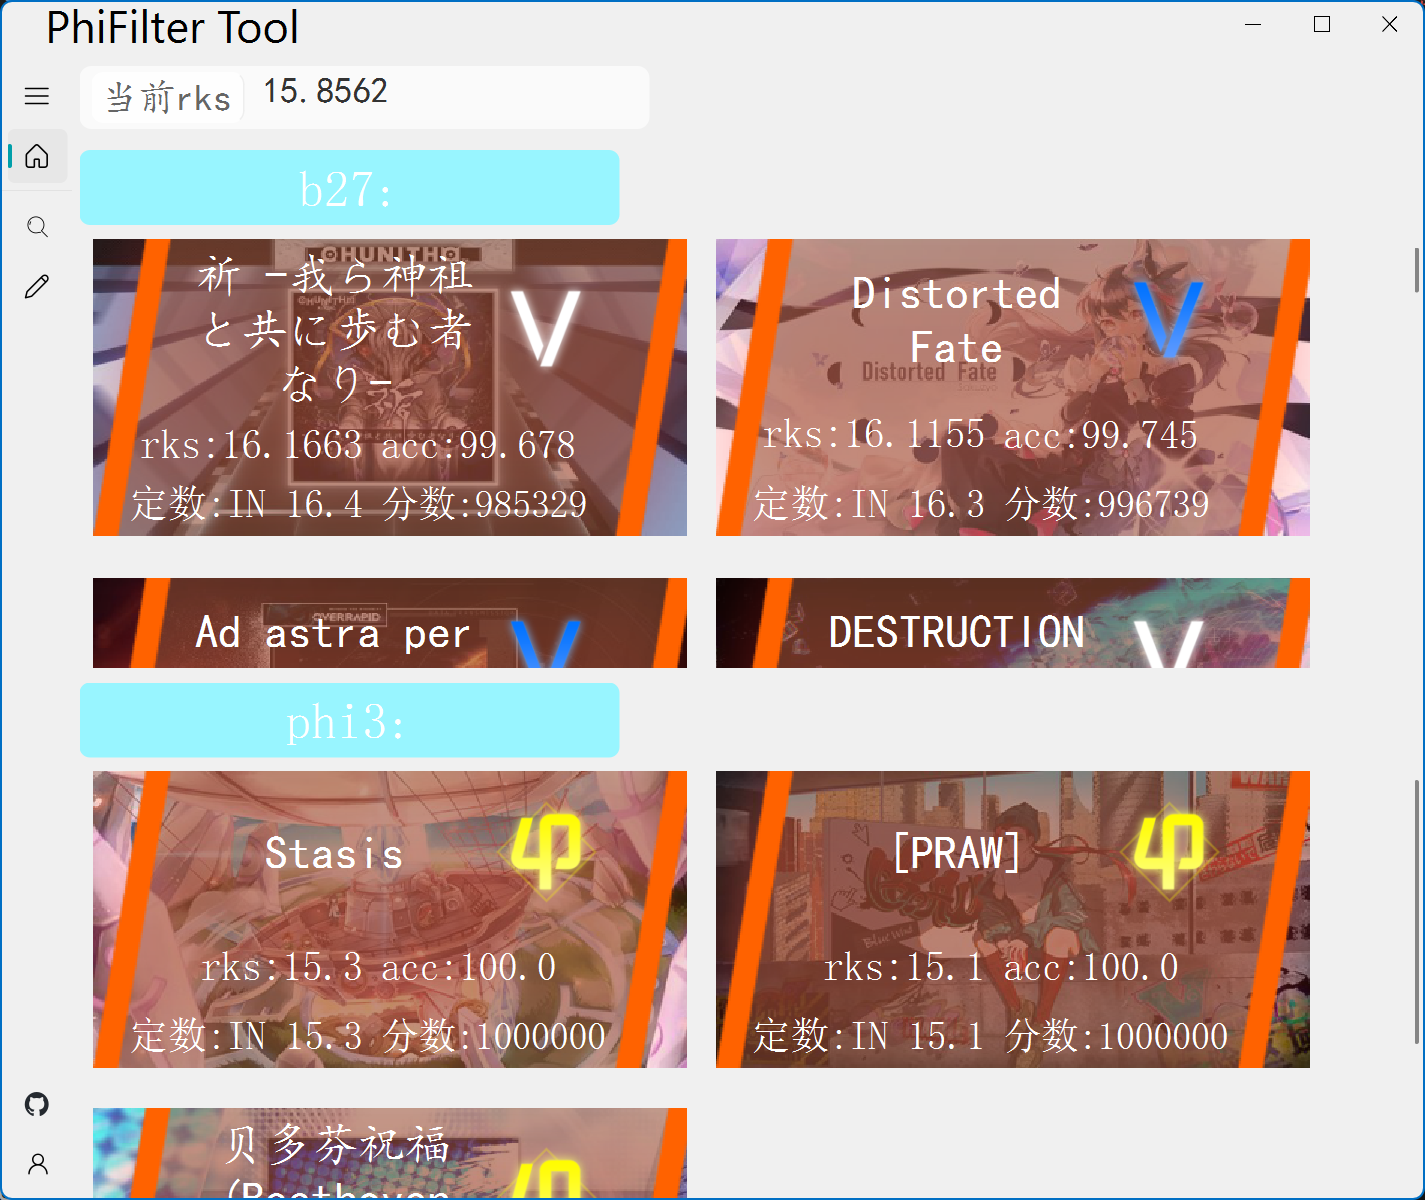 PhiFilter Tool
当前rks 15.8562
b27:
CHUNITHM
CHUNITHM
祈 -我ら神祖
と共に歩む者
なり-
rks:16.1663 acc:99.678
定数:IN 16.4 分数:985329
Distorted
Fate
Distorted Fate
rks:16.1155 acc:99.745
定数:IN 16.3 分数:996739
OVERRAPID
Ad astra per
DESTRUCTION
phi3:
Stasis
rks:15.3 acc:100.0
定数:IN 15.3 分数:1000000
WAR
[PRAW]
rks:15.1 acc:100.0
定数:IN 15.1 分数:1000000
贝多芬祝福
(Beethoven